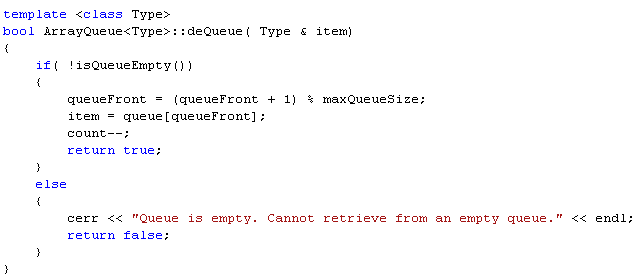 template <class Type>
bool ArrayQueue<Type>::deQueue( Type & item)
{
    if( !isQueueEmpty())
    {
        queueFront = (queueFront + 1) % maxQueueSize;
        item = queue[queueFront];
        count--;
        return true;
    }
    else
    {
        cerr << "Queue is empty. Cannot retrieve from an empty queue." << endl;
        return false;
    }
}